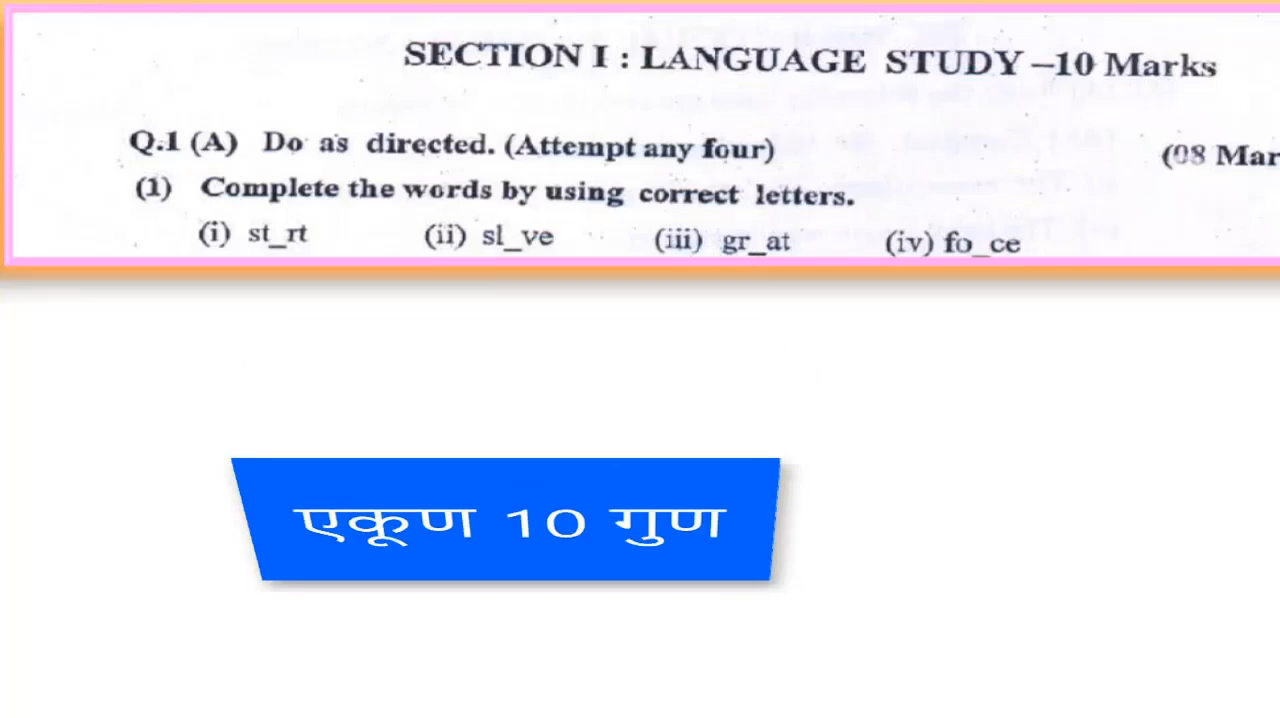 SECTION I : LANGUAGE STUDY –10 Marks
Q.1 (A) Do as directed. (Attempt any four) (08 Mar
(1) Complete the words by using correct letters.
(i) st_rt (ii) sl_ve (iii) gr_at (iv) fo_ce
एकूण 10 गुण